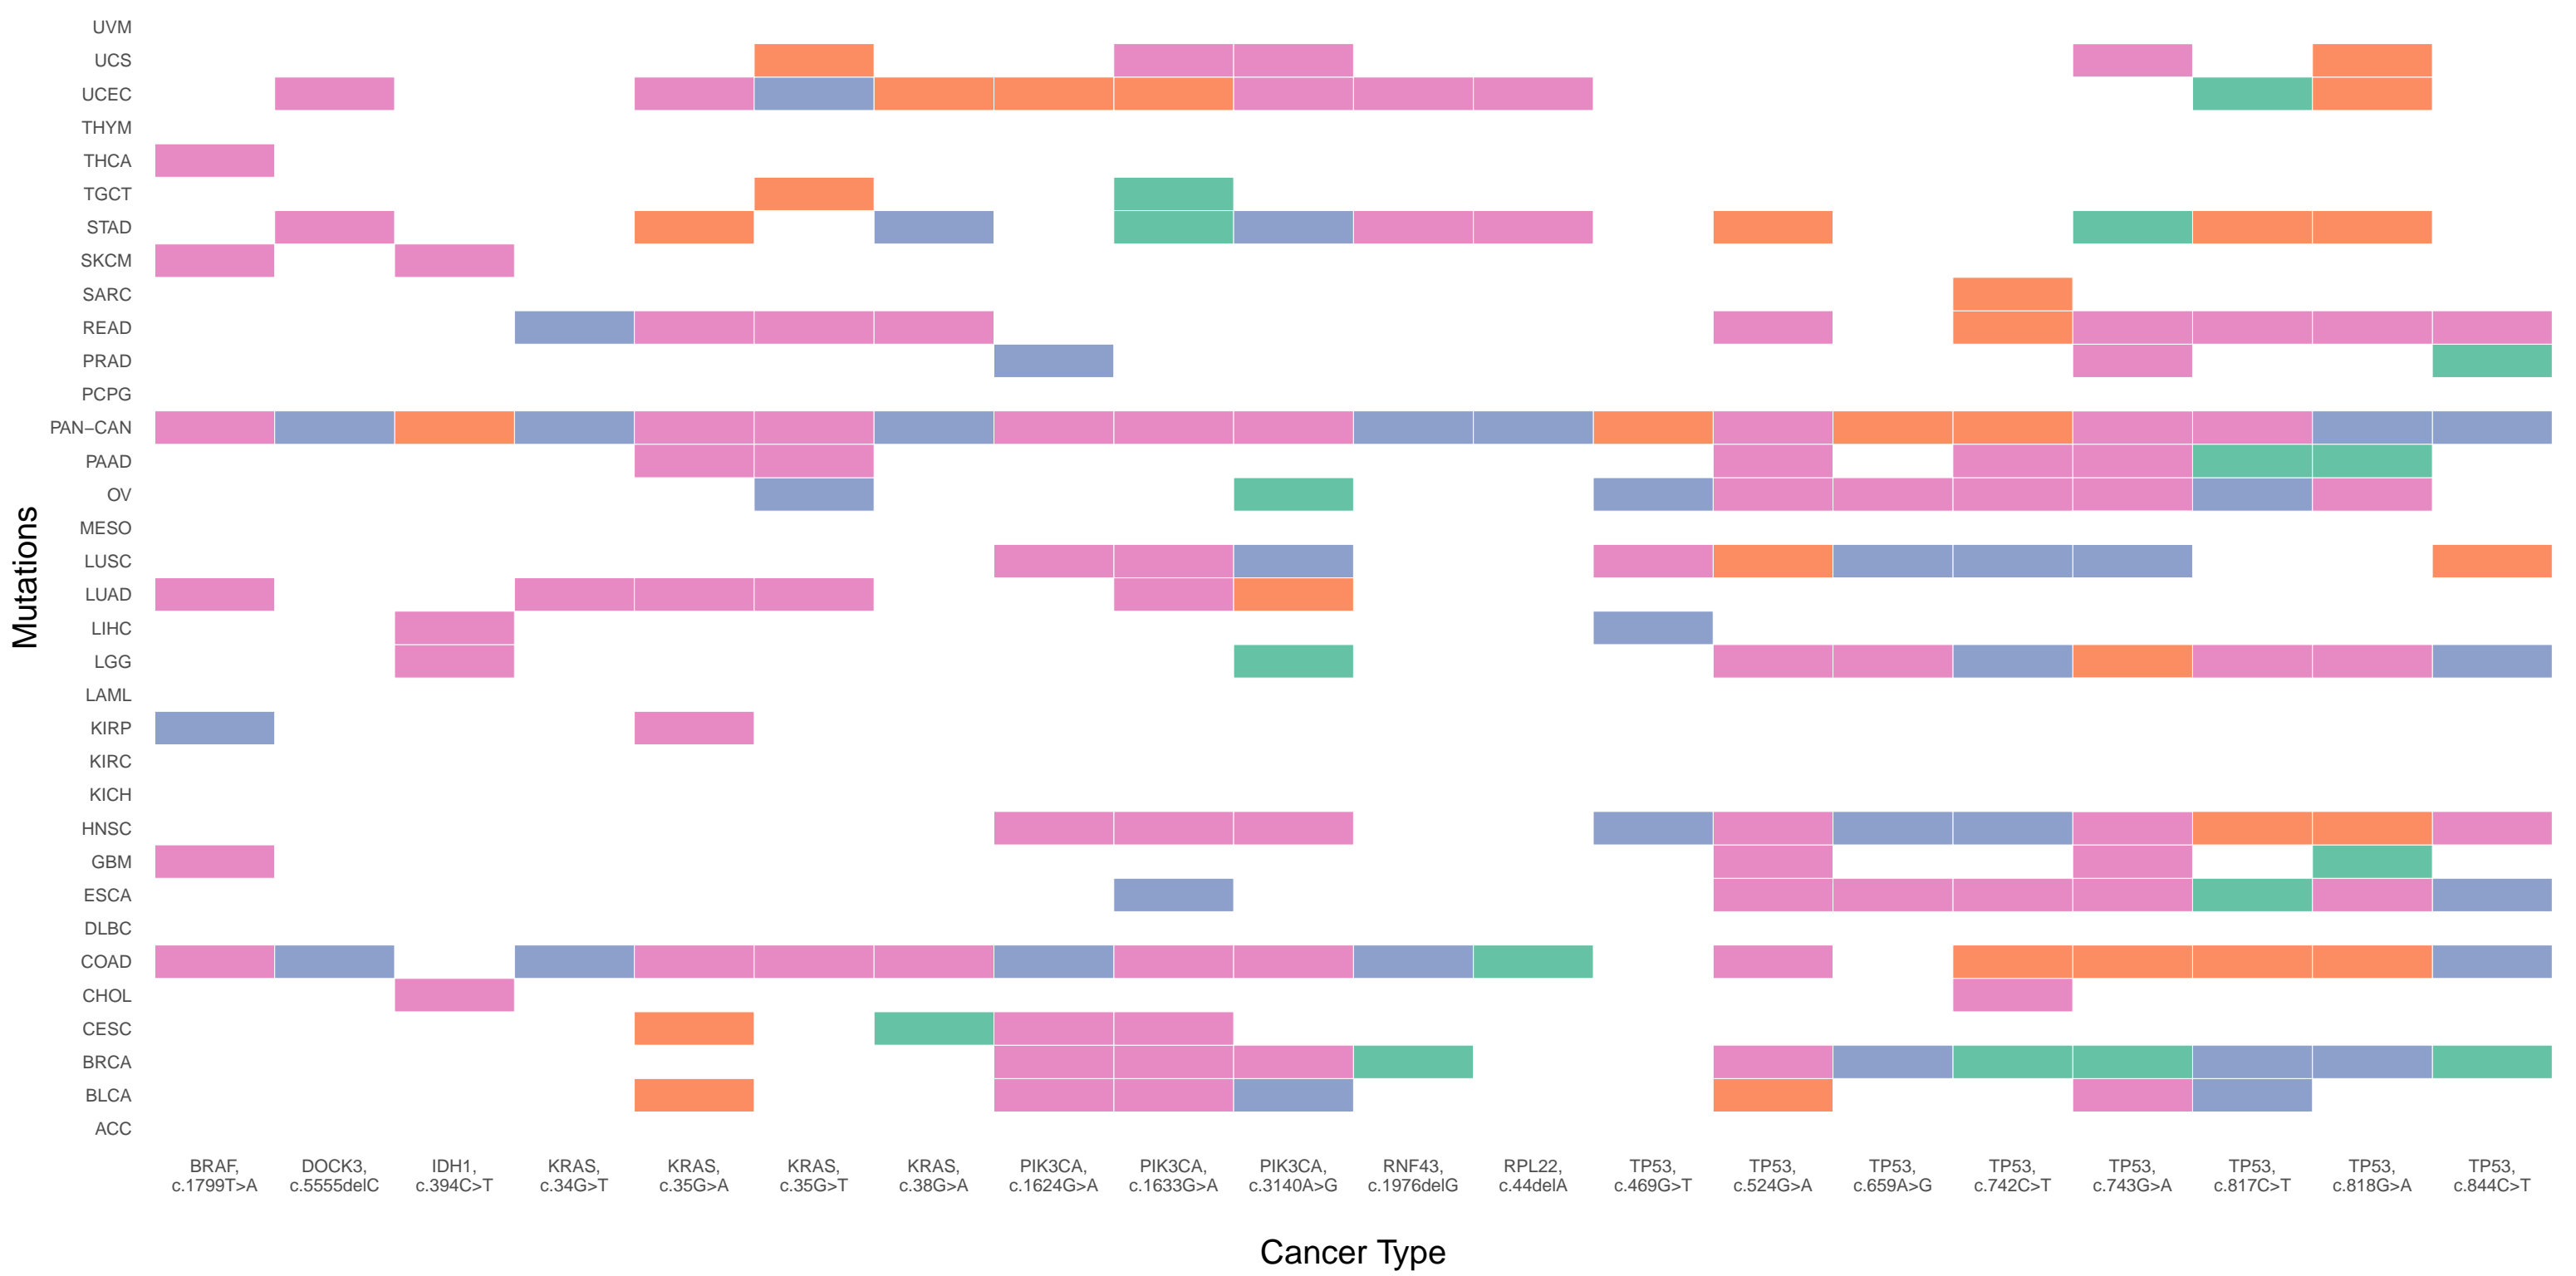 UVM
UCS
UCEC
THYM
THCA
TGCT
STAD
SKCM
SARC
READ
PRAD
PCPG
PAN−CAN
PAAD
OV
MESO
LUSC
LUAD
LIHC
LGG
LAML
KIRP
KIRC
KICH
HNSC
GBM
ESCA
DLBC
COAD
CHOL
CESC
BRCA
BLCA
ACC
Mutations
BRAF,
c.1799T>A
DOCK3,
c.5555delC
IDH1,
c.394C>T
KRAS,
c.34G>T
KRAS,
c.35G>A
KRAS,
c.35G>T
KRAS,
c.38G>A
PIK3CA,
c.1624G>A
PIK3CA,
c.1633G>A
PIK3CA,
c.3140A>G
RNF43,
c.1976delG
RPL22,
c.44delA
TP53,
c.469G>T
TP53,
c.524G>A
TP53,
c.659A>G
TP53,
c.742C>T
TP53,
c.743G>A
TP53,
c.817C>T
TP53,
c.818G>A
TP53,
c.844C>T
Cancer Type